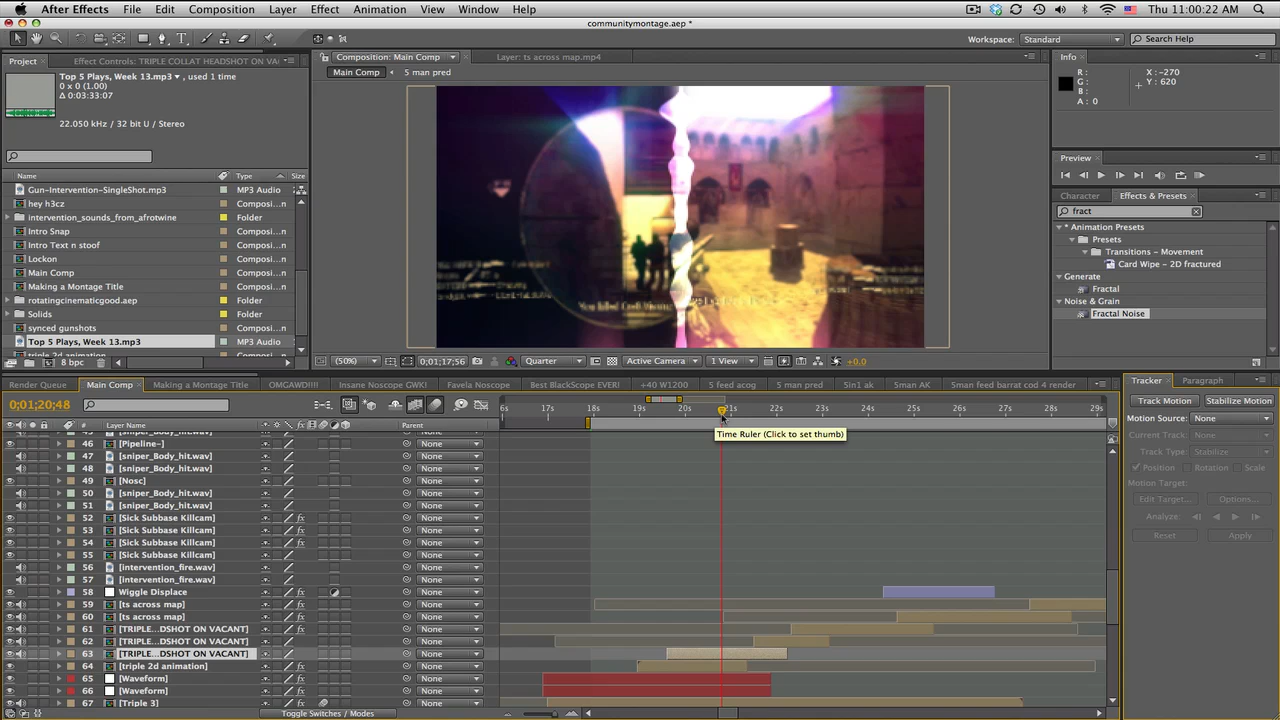 After Effects File Edit Composition Layer Effect Animation View Window Help Thu 11:00:22 AM
communitymontage.aep *
Workspace: Standard Search Help
Project Effect Controls: TRIPLE COLLAT HEADSHOT ON VAC
Composition: Main Comp Layer: ts across map.mp4
Info
Main Comp 5 man pred
Top 5 Plays, Week 13.mp3 , used 1 time
0 x 0 (1.00)
Δ 0:03:33:07
22.050 kHz / 32 bit U / Stereo
R: X: -270
G: Y: 620
B:
A: 0
Preview
Name Type Size
Gun-Intervention-SingleShot.mp3 MP3 Audio
hey h3cz Composi...n
intervention_sounds_from_afrotwine Folder
Intro Snap Composi...n
Intro Text n stoof Composi...n
Lockon Composi...n
Main Comp Composi...n
Making a Montage Title Composi...n
rotatingcinematicgood.aep Folder
Solids Folder
synced gunshots Composi...n
Top 5 Plays, Week 13.mp3 MP3 Audio
triple 2d animation Composi...n
8 bpc
Character Effects & Presets
fract
* Animation Presets
Presets
Transitions - Movement
Card Wipe - 2D fractured
Generate
Fractal
Noise & Grain
Fractal Noise
(50%) 0;01;17;56 Quarter Active Camera 1 View +0.0
Render Queue Main Comp Making a Montage Title OMGAWD!!!! Insane Noscope GWK! Favela Noscope Best BlackScope EVER! +40 W1200 5 feed acog 5 man pred 5in1 ak 5man AK 5man feed barrat cod 4 render
0;01;20;48
6s 17s 18s 19s 20s 21s 22s 23s 24s 25s 26s 27s 28s 29s
# Layer Name Parent
Time Ruler (Click to set thumb)
45 [sniper_Body_hit.wav] None
46 [Pipeline~] None
47 [sniper_Body_hit.wav] None
48 [sniper_Body_hit.wav] None
49 [Nosc] None
50 [sniper_Body_hit.wav] None
51 [sniper_Body_hit.wav] None
52 [Sick Subbase Killcam] None
53 [Sick Subbase Killcam] None
54 [Sick Subbase Killcam] None
55 [Sick Subbase Killcam] None
56 [intervention_fire.wav] None
57 [intervention_fire.wav] None
58 Wiggle Displace None
59 [ts across map] None
60 [ts across map] None
61 [TRIPLE...DSHOT ON VACANT] None
62 [TRIPLE...DSHOT ON VACANT] None
63 [TRIPLE...DSHOT ON VACANT] None
64 [triple 2d animation] None
65 [Waveform] None
66 [Waveform] None
67 [Triple 3] None
Toggle Switches / Modes
Tracker Paragraph
Track Motion Stabilize Motion
Motion Source: None
Current Track: None
Track Type: Stabilize
Position Rotation Scale
Motion Target:
Edit Target... Options...
Analyze:
Reset Apply